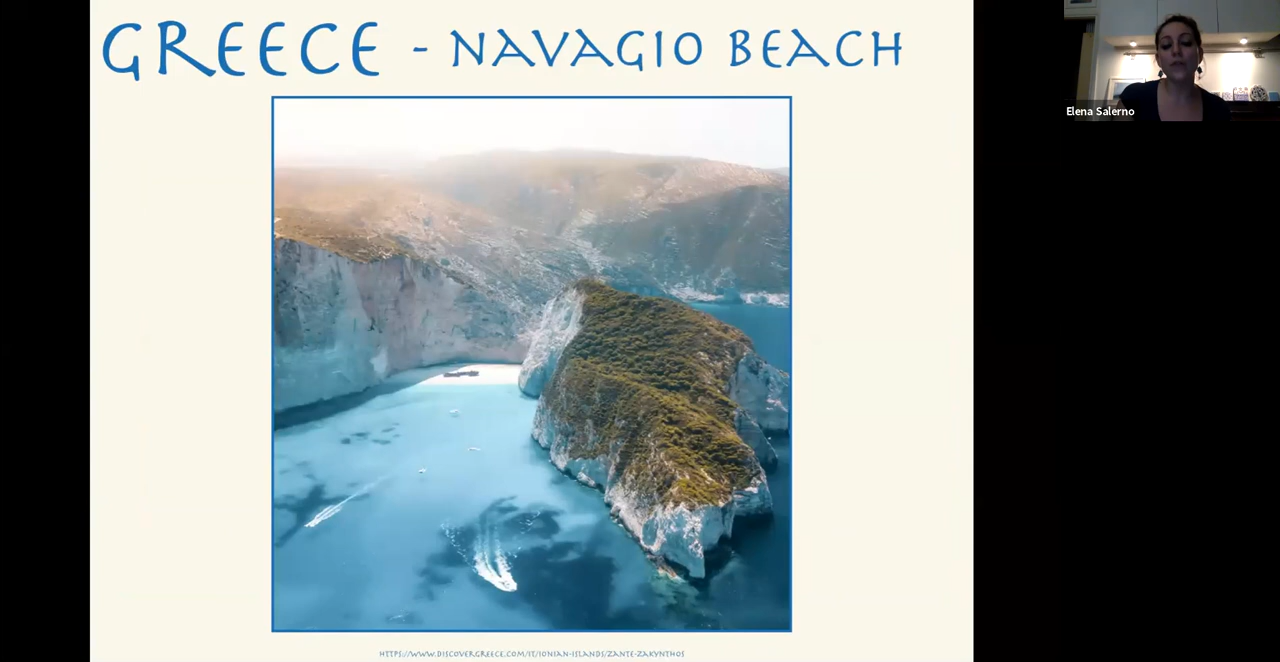 GREECE - NAVAGIO BEACH
Elena Salerno
HTTPS://WWW.DISCOVERGREECE.COM/IT/IONIAN-ISLANDS/ZANTE-ZAKYNTHOS